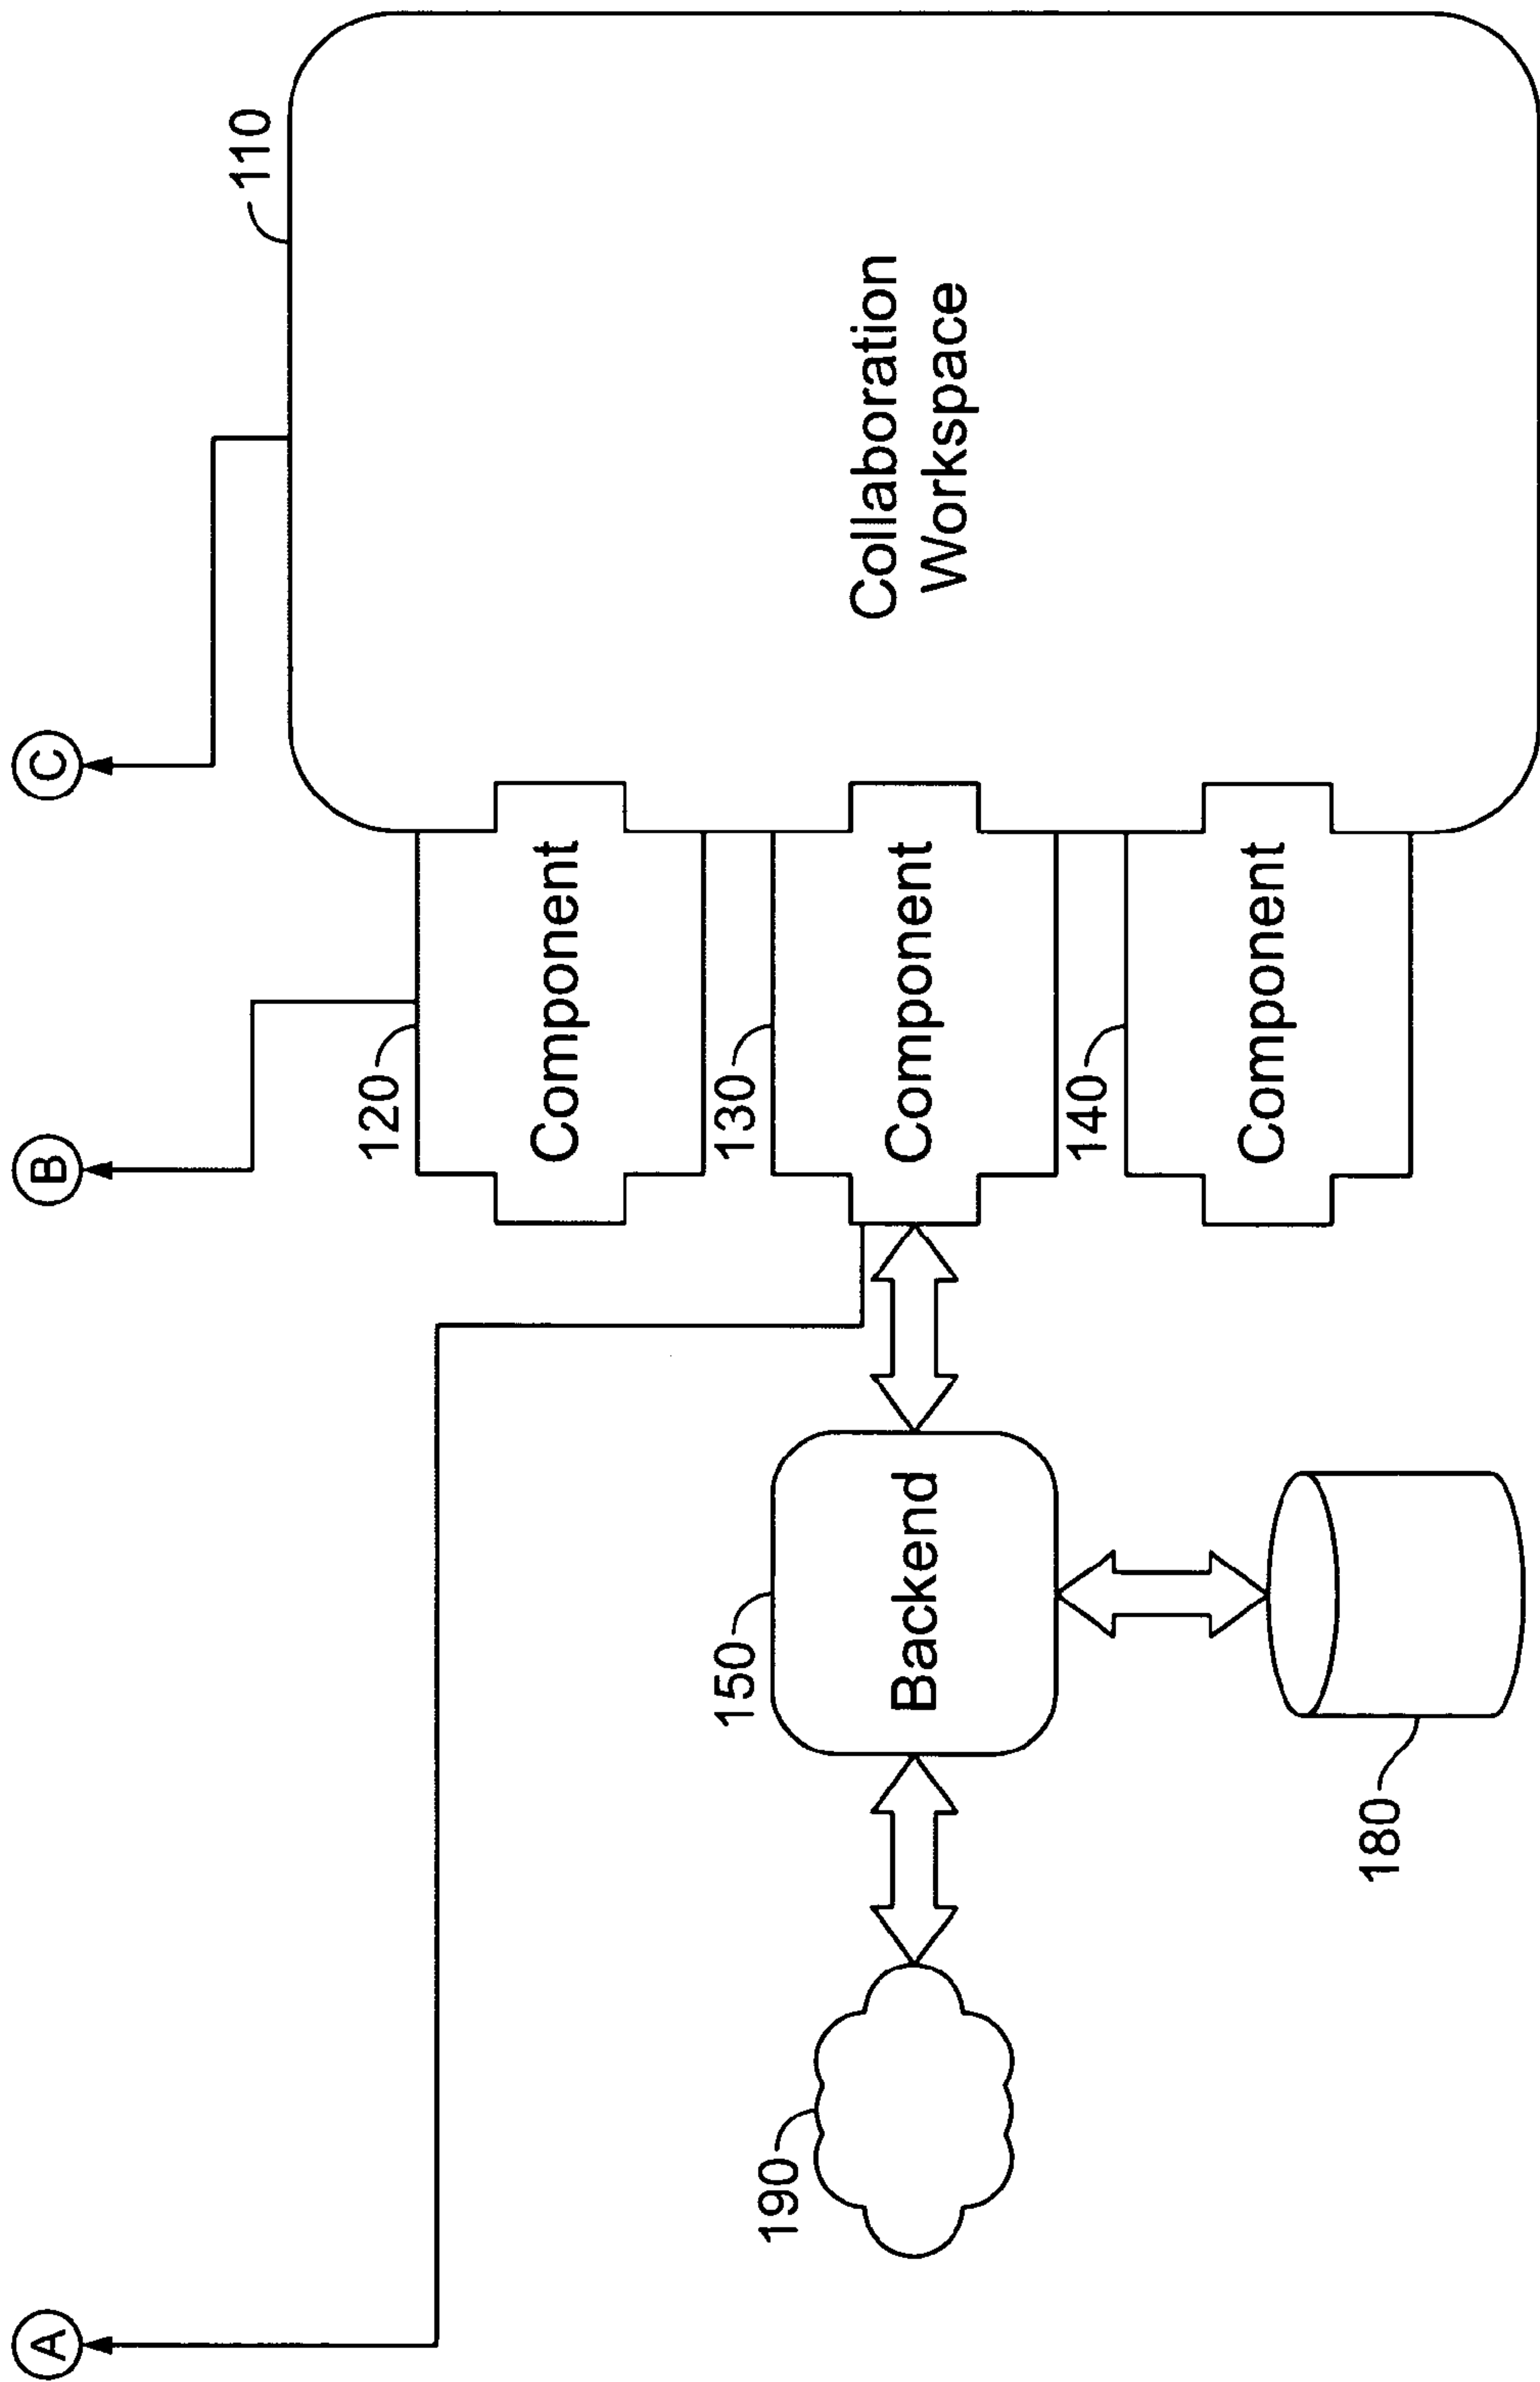 A
B
C
110
120
Component
150
130
190
Backend
Component
Collaboration
Workspace
140
Component
180